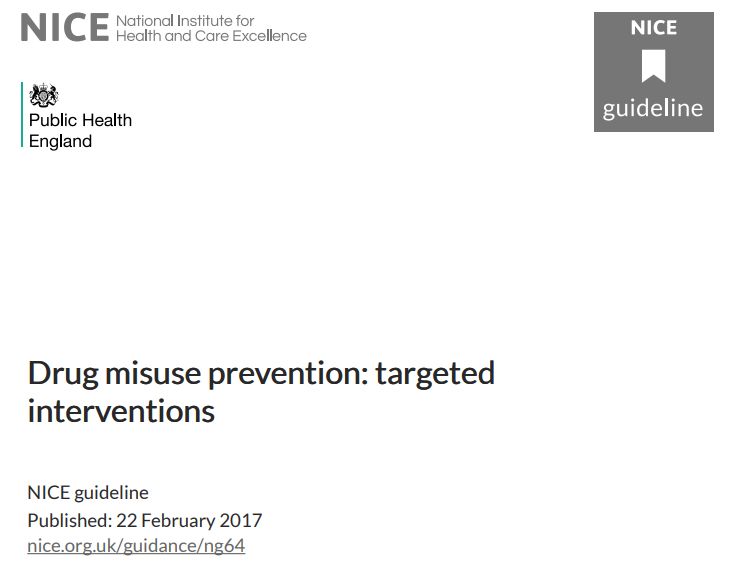 NICE National Institute for
Health and Care Excellence
NICE
guideline
Public Health
England
Drug misuse prevention: targeted
interventions
NICE guideline
Published: 22 February 2017
nice.org.uk/guidance/ng64